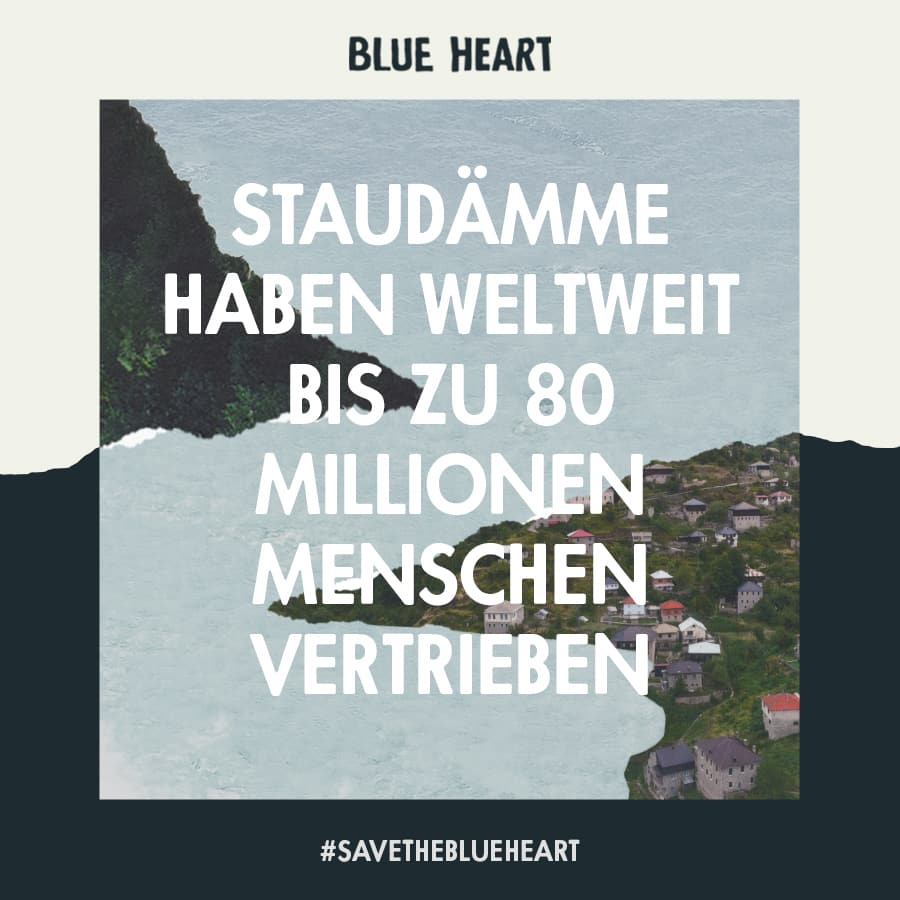 BLUE HEART
STAUDÄMME
HABEN WELTWEIT
BIS ZU 80
MILLIONEN
MENSCHEN
VERTRIEBEN
#SAVETHEBLUEHEART